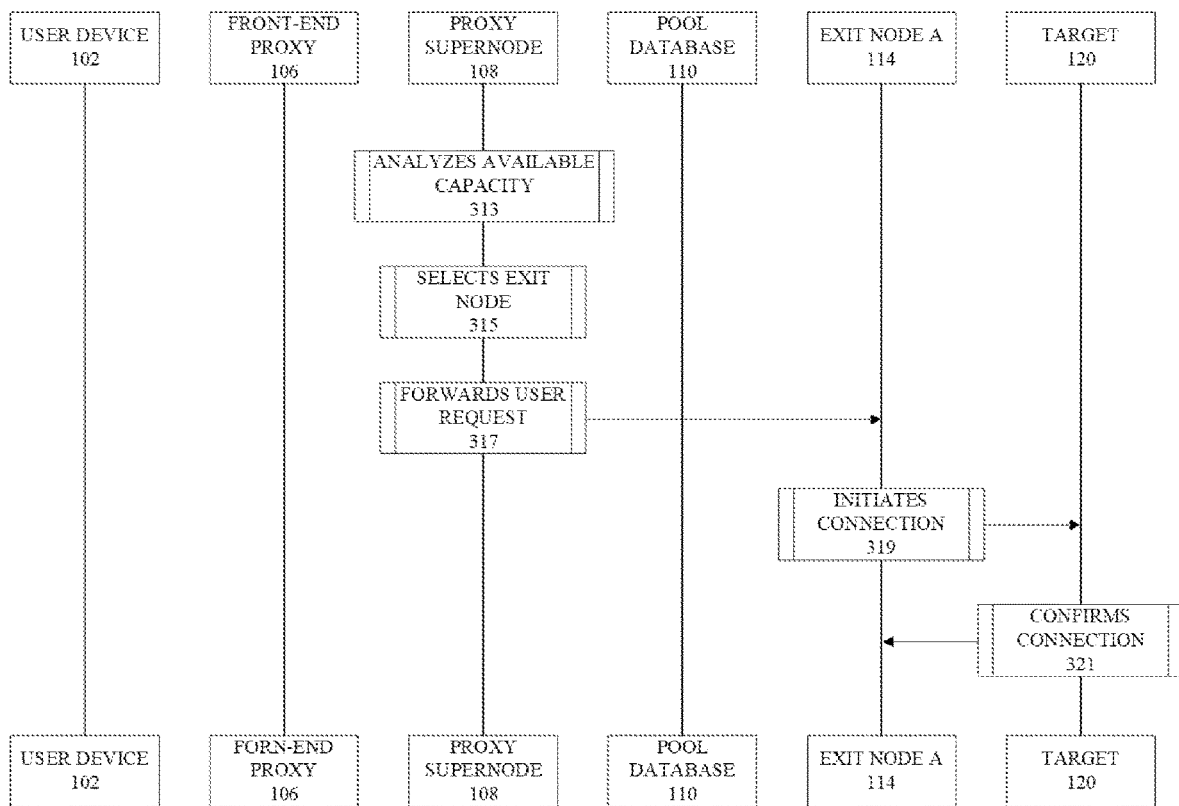 USER DEVICE
102
FRONT-END
PROXY
106
PROXY
SUPERNODE
108
POOL
DATABASE
110
EXIT NODE A
114
TARGET
120
ANALYZES AVAILABLE
CAPACITY
313
SELECTS EXIT
NODE
315
FORWARDS USER
REQUEST
317
INITIATES
CONNECTION
319
CONFIRMS
CONNECTION
321
USER DEVICE
102
FORN-END
PROXY
106
PROXY
SUPERNODE
108
POOL
DATABASE
110
EXIT NODE A
114
TARGET
120